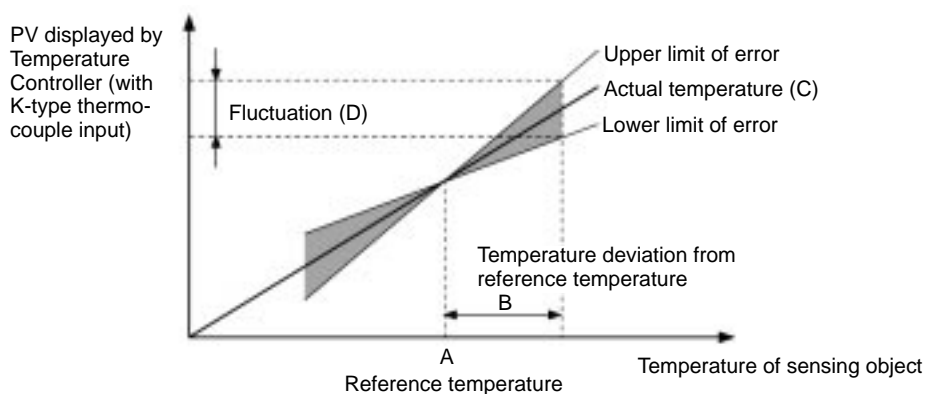 PV displayed by
Temperature
Controller (with
K-type thermo-
couple input)
Upper limit of error
Actual temperature (C)
Lower limit of error
Fluctuation (D)
Temperature deviation from
reference temperature
B
A
Reference temperature
Temperature of sensing object